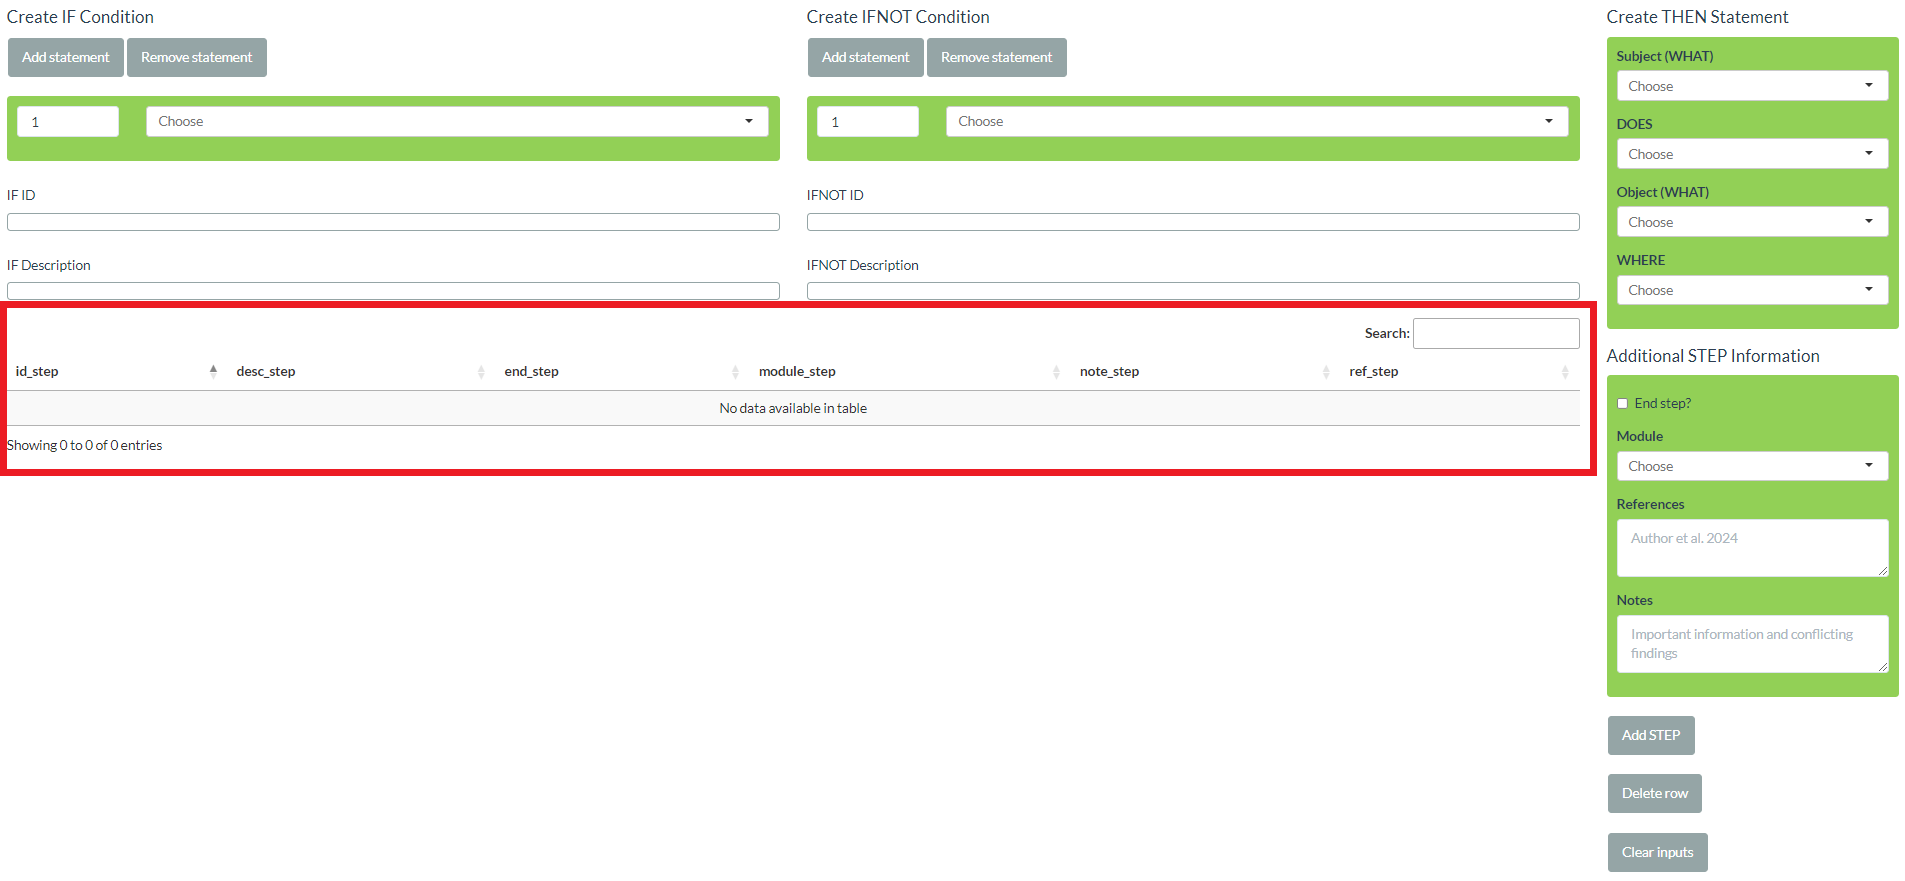 Create IF Condition
Add statement Remove statement
1 Choose
IF ID
IF Description
Create IFNOT Condition
Add statement Remove statement
1 Choose
IFNOT ID
IFNOT Description
Search:
id_step desc_step end_step module_step note_step ref_step
No data available in table
Showing 0 to 0 of 0 entries
Create THEN Statement
Subject (WHAT)
Choose
DOES
Choose
Object (WHAT)
Choose
WHERE
Choose
Additional STEP Information
End step?
Module
Choose
References
Author et al. 2024
Notes
Important information and conflicting
findings
Add STEP
Delete row
Clear inputs